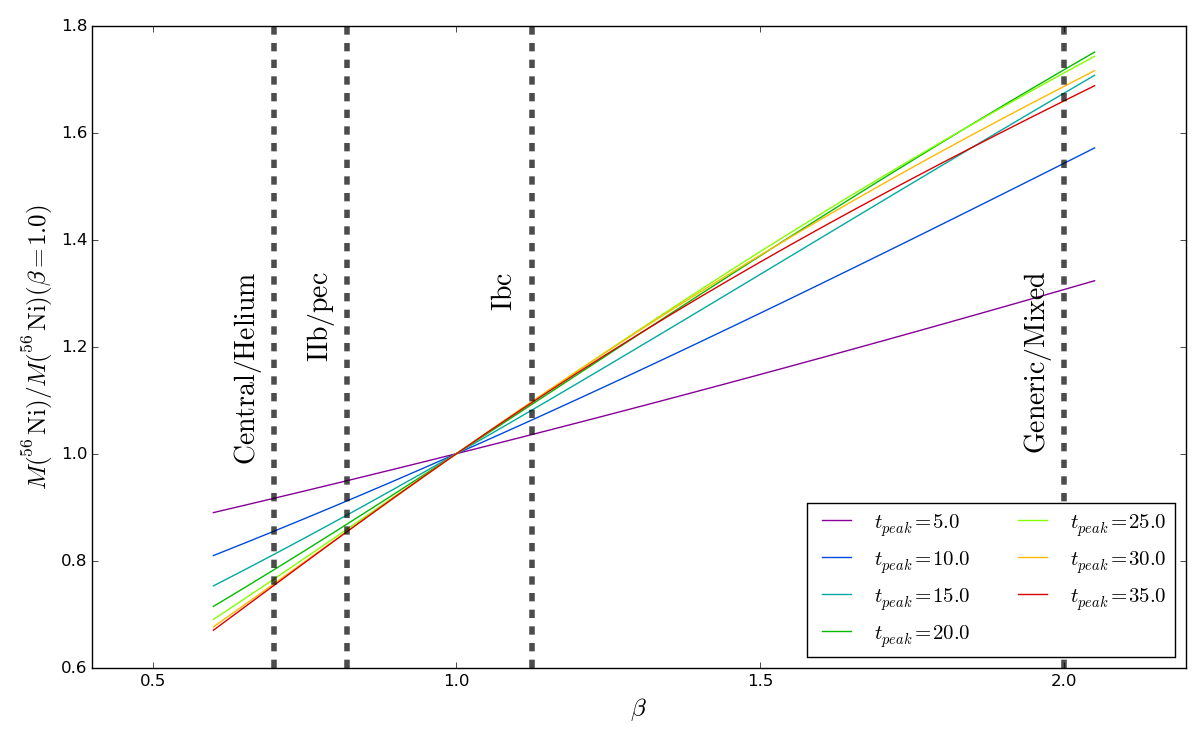 1.8
1.6
1.4
1.2
1.0
0.8
0.6
M(⁵⁶Ni)/M(⁵⁶Ni)(β=1.0)
Central/Helium
IIb/pec
Ibc
Generic/Mixed
t_peak=5.0
t_peak=10.0
t_peak=15.0
t_peak=20.0
t_peak=25.0
t_peak=30.0
t_peak=35.0
0.5 1.0 1.5 2.0
β